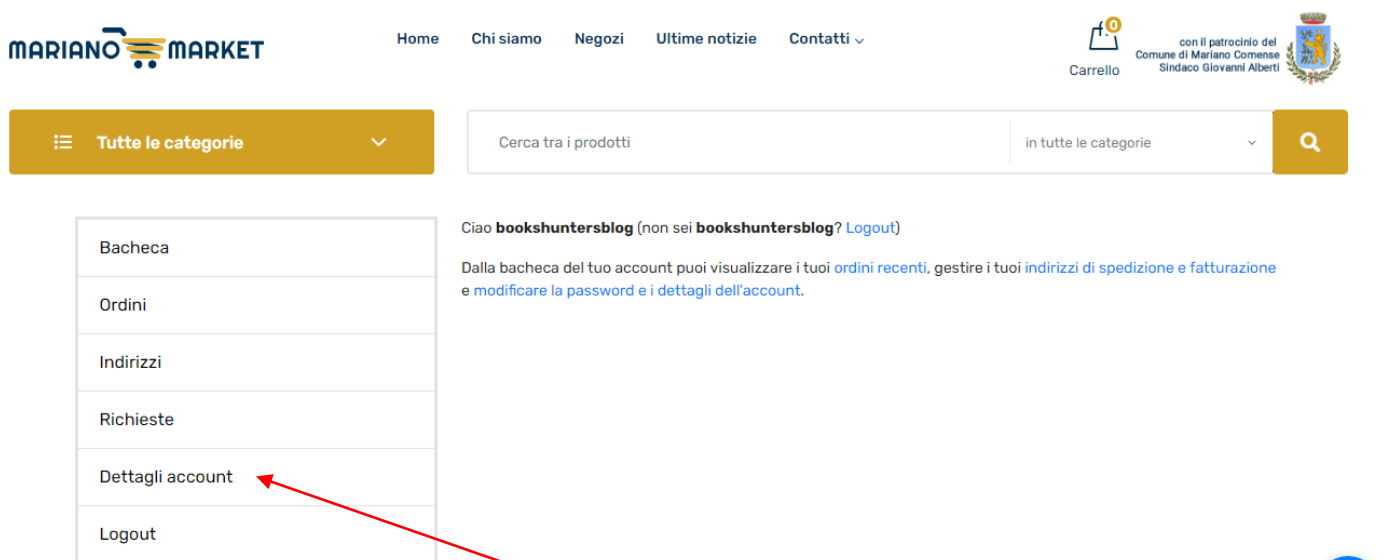 MARIANO MARKET
Home Chi siamo Negozi Ultime notizie Contatti
0
Carrello
con il patrocinio del
Comune di Mariano Comense
Sindaco Giovanni Alberti
Tutte le categorie
Cerca tra i prodotti
in tutte le categorie
Bacheca
Ordini
Indirizzi
Richieste
Dettagli account
Logout
Ciao bookshuntersblog (non sei bookshuntersblog? Logout)
Dalla bacheca del tuo account puoi visualizzare i tuoi ordini recenti, gestire i tuoi indirizzi di spedizione e fatturazione
e modificare la password e i dettagli dell'account.